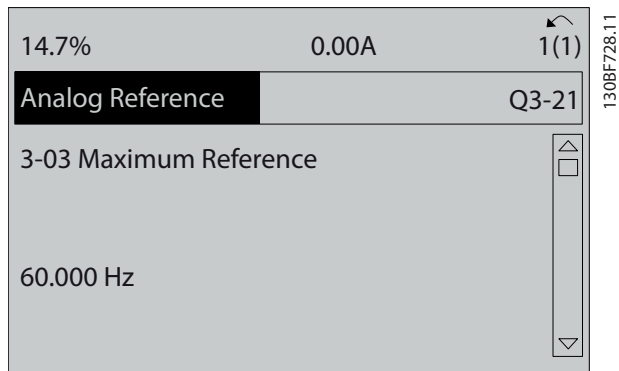 14.7% 0.00A 1(1)
Analog Reference Q3-21
3-03 Maximum Reference
60.000 Hz
130BF728.11